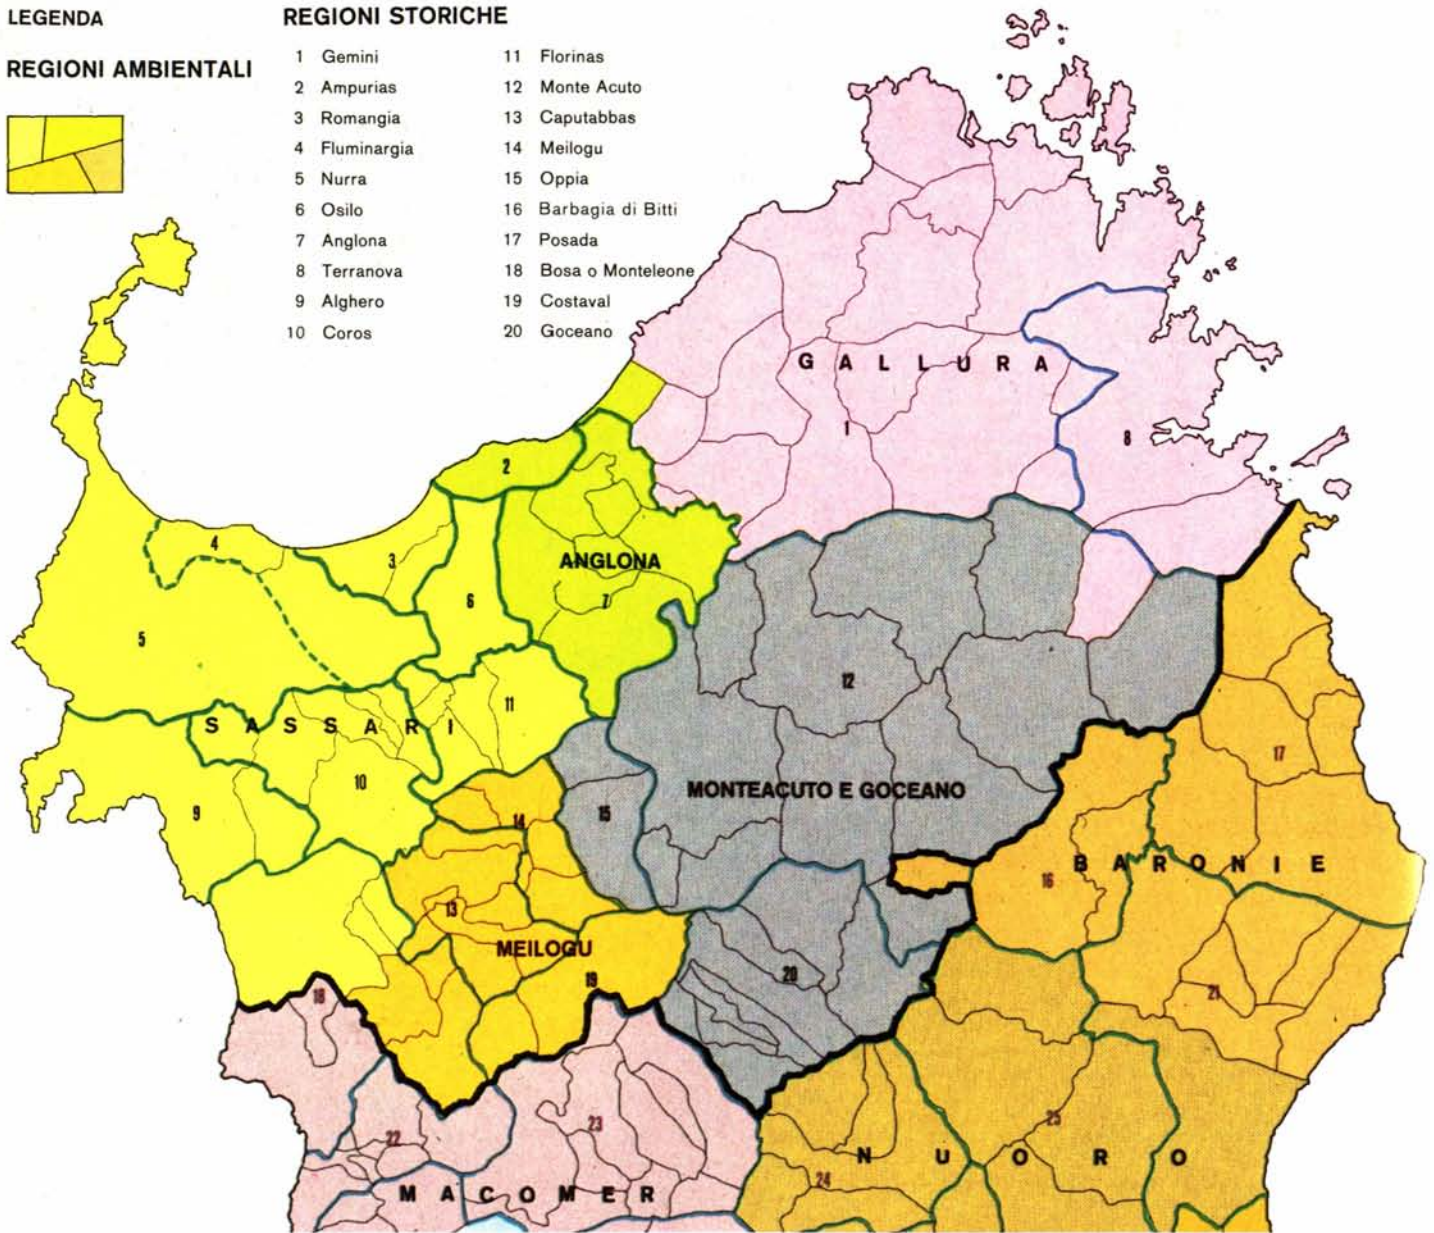 LEGENDA
REGIONI AMBIENTALI
REGIONI STORICHE
1 Gemini
2 Ampurias
3 Romangia
4 Fluminargia
5 Nurra
6 Osilo
7 Anglona
8 Terranova
9 Alghero
10 Coros
11 Florinas
12 Monte Acuto
13 Caputabbas
14 Meilogu
15 Oppia
16 Barbagia di Bitti
17 Posada
18 Bosa o Monteleone
19 Costaval
20 Goceano
GALLURA
1
8
2
4
3
ANGLONA
6
7
5
12
11
SASSARI
17
10
MONTEACUTO E GOCEANO
9
14
15
BARONIE
16
13
MEILOGU
20
19
21
18
23
25
22
NUORO
24
MACOMER